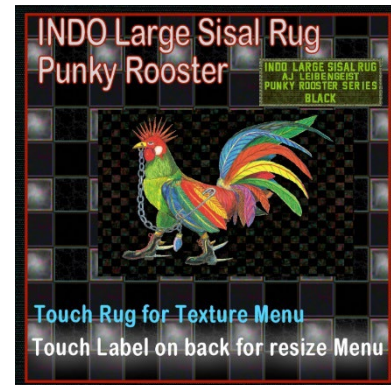 INDO Large Sisal Rug
Punky Rooster
INDO LARGE SISAL RUG
AJ LEIBENGEIST
PUNKY ROOSTER SERIES
BLACK
Touch Rug for Texture Menu
Touch Label on back for resize Menu